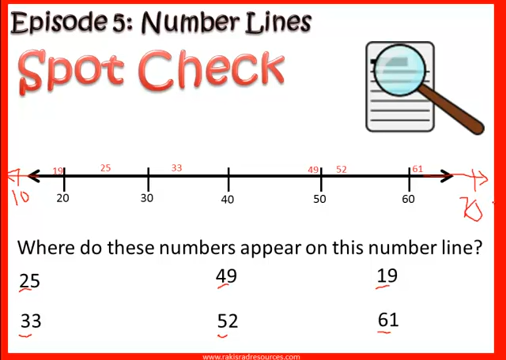 Episode 5: Number Lines
Spot Check
19 25 33 49 52 61
10 20 30 40 50 60 70
Where do these numbers appear on this number line?
25 49 19
33 52 61
www.rakisradresources.com